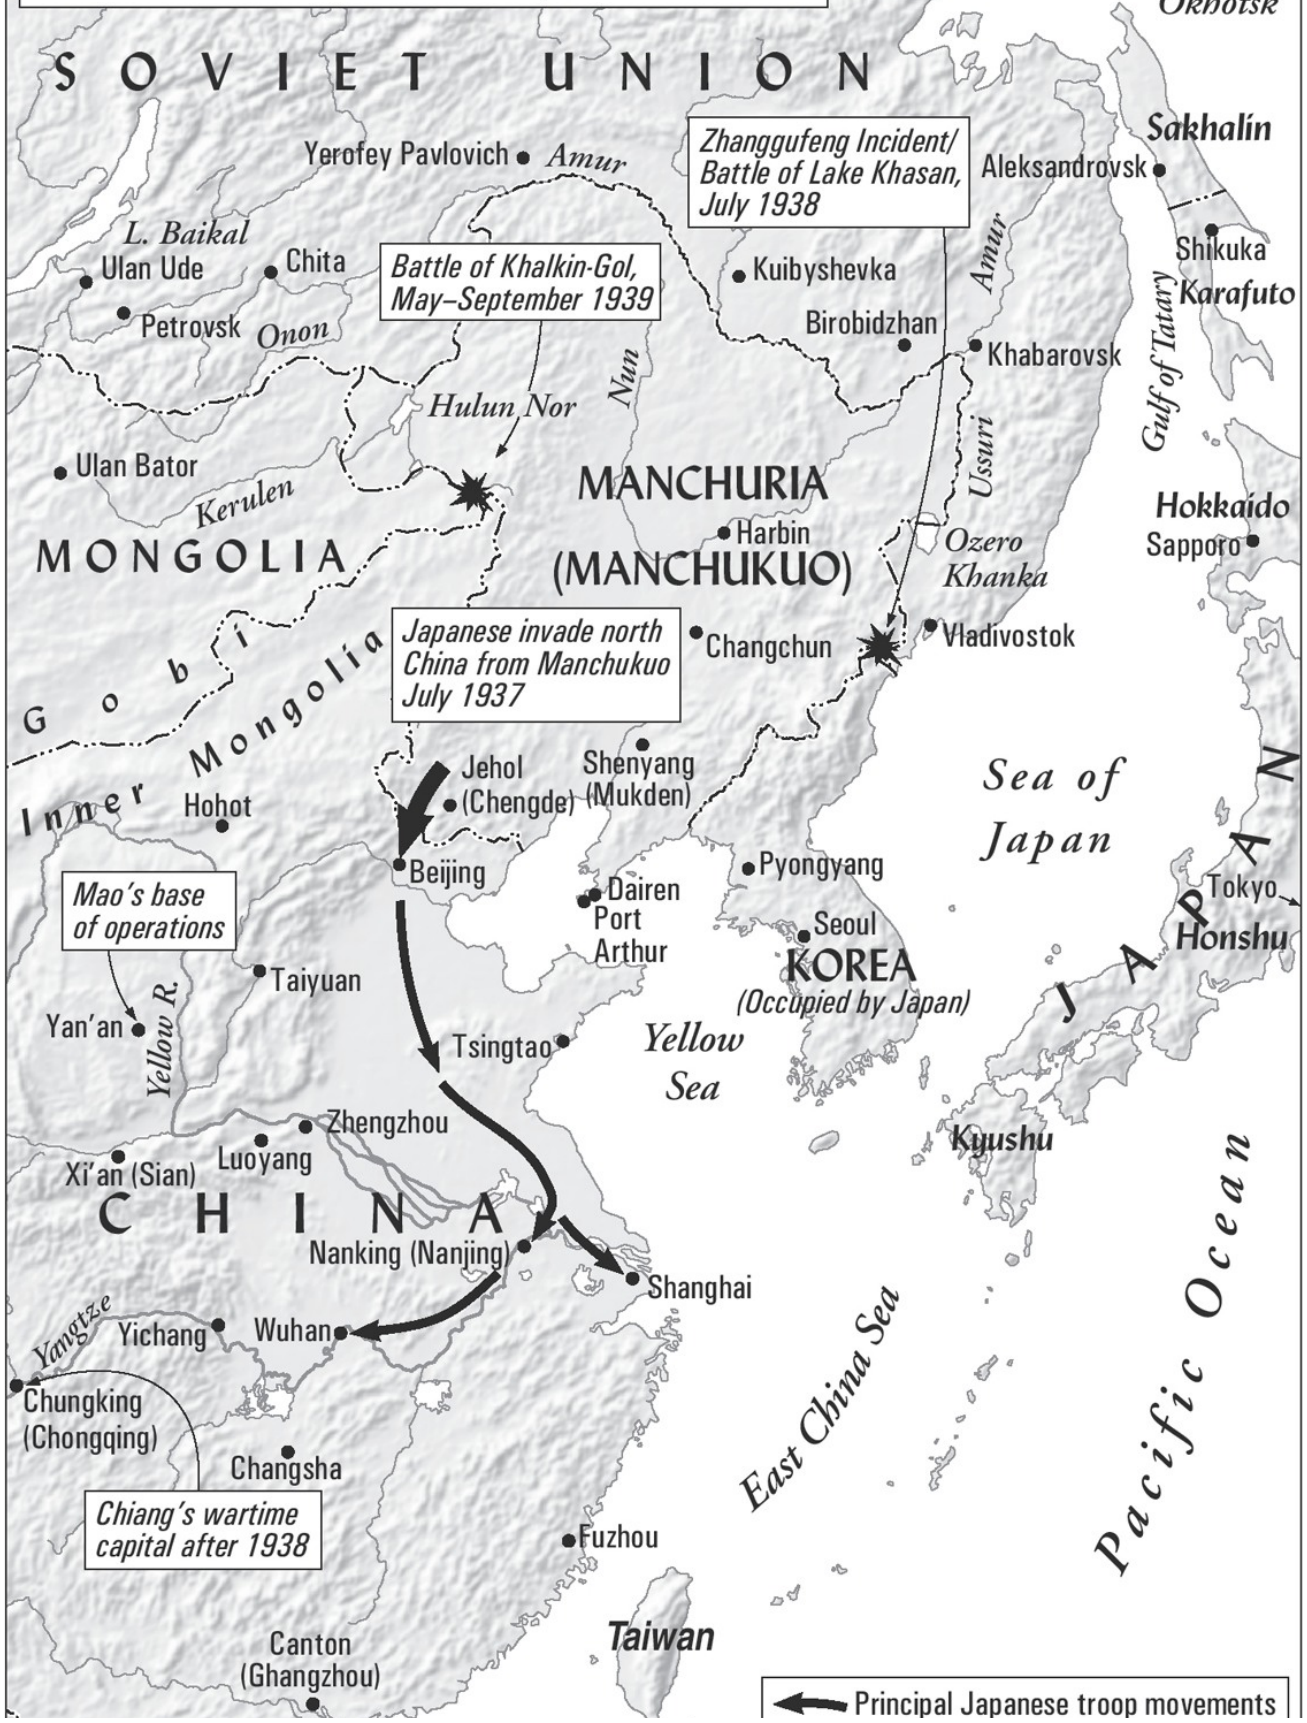 Okhotsk
SOVIET UNION
Sakhalin
Zhanggufeng Incident/
Battle of Lake Khasan,
July 1938
Yerofey Pavlovich
Amur
Aleksandrovsk
L. Baikal
Ulan Ude
Chita
Battle of Khalkin-Gol,
May–September 1939
Kuibyshevka
Amur
Shikuka
Karafuto
Petrovsk
Onon
Birobidzhan
Khabarovsk
Gulf of Tatary
Nun
Hulun Nor
Ussuri
Ulan Bator
Kerulen
MANCHURIA
(MANCHUKUO)
Harbin
Hokkaido
Sapporo
MONGOLIA
Ozero
Khanka
Gobi
Inner Mongolia
Japanese invade north
China from Manchukuo
July 1937
Changchun
Vladivostok
Jehol
(Chengde)
Shenyang
(Mukden)
Sea of
Japan
JAPAN
Hohot
Beijing
Pyongyang
Mao's base
of operations
Dairen
Port
Arthur
Seoul
KOREA
(Occupied by Japan)
Tokyo
Honshu
Taiyuan
Yan'an
Yellow R.
Tsingtao
Yellow
Sea
Zhengzhou
Luoyang
Xi'an (Sian)
Kyushu
CHINA
Nanking (Nanjing)
Shanghai
Yangtze
Yichang
Wuhan
Chungking
(Chongqing)
Changsha
East China Sea
Pacific Ocean
Chiang's wartime
capital after 1938
Fuzhou
Taiwan
Canton
(Ghangzhou)
Principal Japanese troop movements